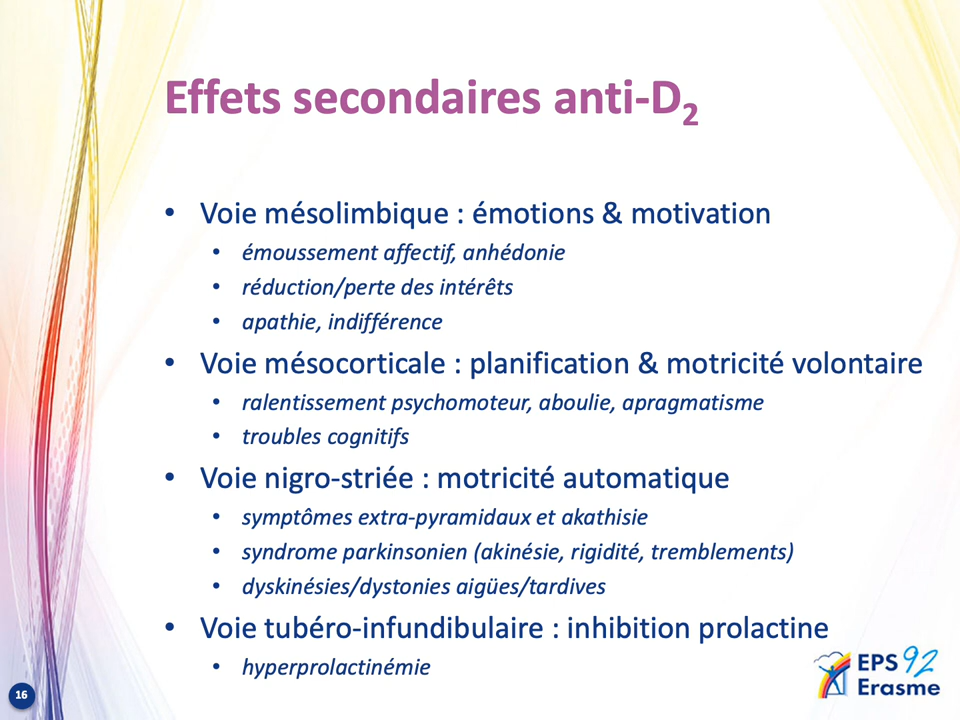 Effets secondaires anti-D₂
• Voie mésolimbique : émotions & motivation
• émoussement affectif, anhédonie
• réduction/perte des intérêts
• apathie, indifférence
• Voie mésocorticale : planification & motricité volontaire
• ralentissement psychomoteur, aboulie, apragmatisme
• troubles cognitifs
• Voie nigro-striée : motricité automatique
• symptômes extra-pyramidaux et akathisie
• syndrome parkinsonien (akinésie, rigidité, tremblements)
• dyskinésies/dystonies aigües/tardives
• Voie tubéro-infundibulaire : inhibition prolactine
• hyperprolactinémie
16
EPS 92
Erasme